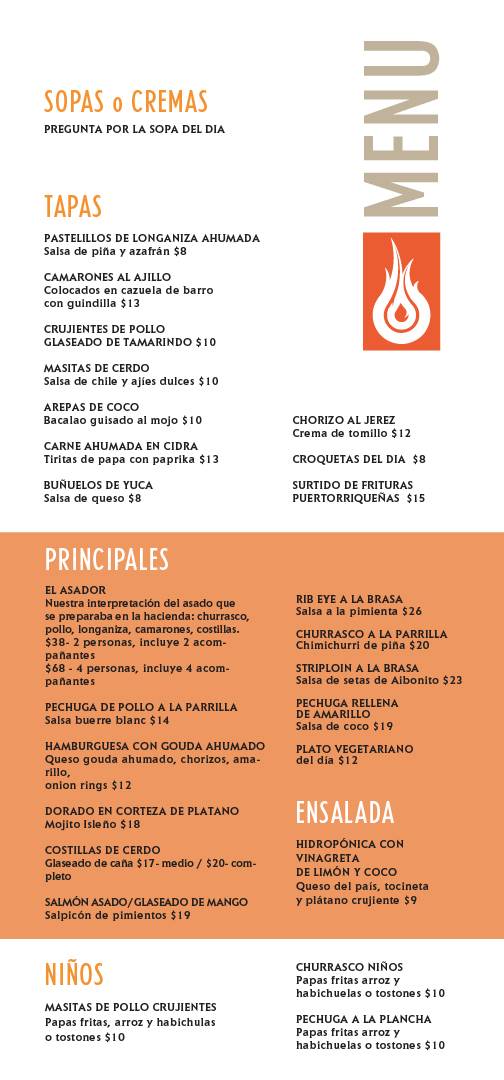 MENU
SOPAS o CREMAS
PREGUNTA POR LA SOPA DEL DIA
TAPAS
PASTELILLOS DE LONGANIZA AHUMADA
Salsa de piña y azafrán $8
CAMARONES AL AJILLO
Colocados en cazuela de barro
con guindilla $13
CRUJIENTES DE POLLO
GLASEADO DE TAMARINDO $10
MASITAS DE CERDO
Salsa de chile y ajíes dulces $10
AREPAS DE COCO
Bacalao guisado al mojo $10
CARNE AHUMADA EN CIDRA
Tiritas de papa con paprika $13
BUÑUELOS DE YUCA
Salsa de queso $8
CHORIZO AL JEREZ
Crema de tomillo $12
CROQUETAS DEL DIA $8
SURTIDO DE FRITURAS
PUERTORRIQUEÑAS $15
PRINCIPALES
EL ASADOR
Nuestra interpretación del asado que
se preparaba en la hacienda: churrasco,
pollo, longaniza, camarones, costillas.
$38- 2 personas, incluye 2 acom-
pañantes
$68 - 4 personas, incluye 4 acom-
pañantes
PECHUGA DE POLLO A LA PARRILLA
Salsa buerre blanc $14
HAMBURGUESA CON GOUDA AHUMADO
Queso gouda ahumado, chorizos, ama-
rillo,
onion rings $12
DORADO EN CORTEZA DE PLATANO
Mojito Isleño $18
COSTILLAS DE CERDO
Glaseado de caña $17- medio / $20- com-
pleto
SALMÓN ASADO/GLASEADO DE MANGO
Salpicón de pimientos $19
RIB EYE A LA BRASA
Salsa a la pimienta $26
CHURRASCO A LA PARRILLA
Chimichurri de piña $20
STRIPLOIN A LA BRASA
Salsa de setas de Aibonito $23
PECHUGA RELLENA
DE AMARILLO
Salsa de coco $19
PLATO VEGETARIANO
del día $12
ENSALADA
HIDROPÓNICA CON
VINAGRETA
DE LIMÓN Y COCO
Queso del país, tocineta
y plátano crujiente $9
NIÑOS
MASITAS DE POLLO CRUJIENTES
Papas fritas, arroz y habichulas
o tostones $10
CHURRASCO NIÑOS
Papas fritas arroz y
habichuelas o tostones $10
PECHUGA A LA PLANCHA
Papas fritas arroz y
habichuelas o tostones $10